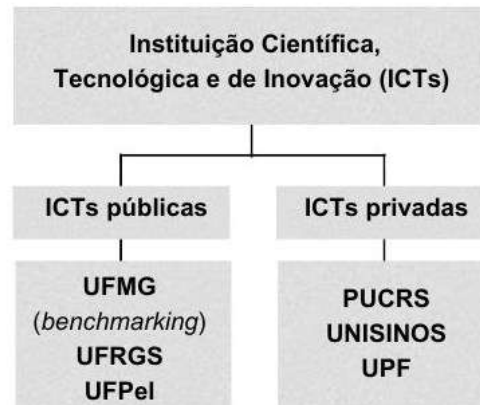 Instituição Científica,
Tecnológica e de Inovação (ICTs)
ICTs públicas
ICTs privadas
UFMG
(benchmarking)
UFRGS
UFPel
PUCRS
UNISINOS
UPF